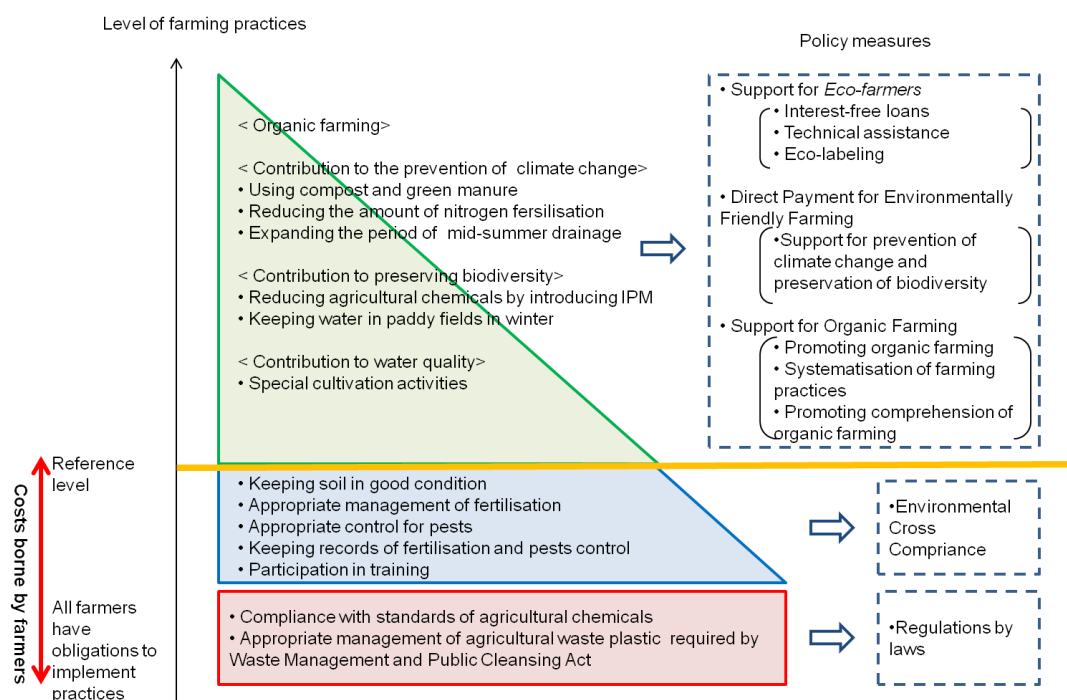 Level of farming practices
Policy measures
< Organic farming>
< Contribution to the prevention of climate change>
• Using compost and green manure
• Reducing the amount of nitrogen fersilisation
• Expanding the period of mid-summer drainage
< Contribution to preserving biodiversity>
• Reducing agricultural chemicals by introducing IPM
• Keeping water in paddy fields in winter
< Contribution to water quality>
• Special cultivation activities
• Support for Eco-farmers
• Interest-free loans
• Technical assistance
• Eco-labeling
• Direct Payment for Environmentally
Friendly Farming
•Support for prevention of
climate change and
preservation of biodiversity
• Support for Organic Farming
• Promoting organic farming
• Systematisation of farming
practices
• Promoting comprehension of
organic farming
Reference
level
Costs borne by farmers
• Keeping soil in good condition
• Appropriate management of fertilisation
• Appropriate control for pests
• Keeping records of fertilisation and pests control
• Participation in training
•Environmental
Cross
Compriance
All farmers
have
obligations to
implement
practices
• Compliance with standards of agricultural chemicals
• Appropriate management of agricultural waste plastic required by
Waste Management and Public Cleansing Act
•Regulations by
laws